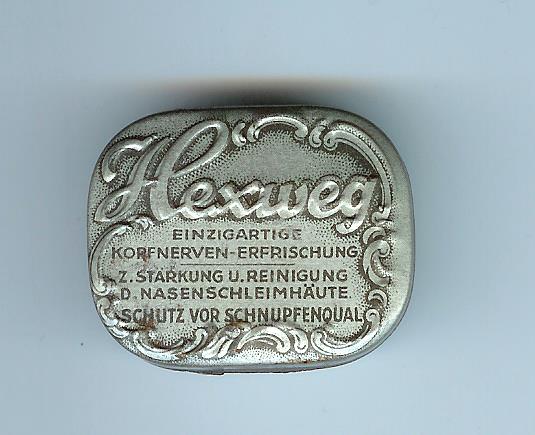 Hexweg
EINZIGARTIGE
KOPFNERVEN-ERFRISCHUNG
Z. STÄRKUNG U. REINIGUNG
D. NASENSCHLEIMHÄUTE
SCHUTZ VOR SCHNUPFENQUAL